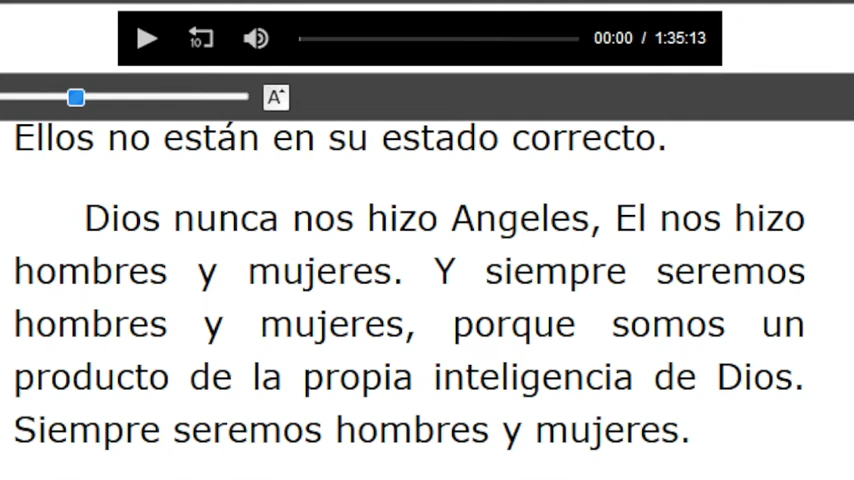 10
00:00 / 1:35:13
A
Ellos no están en su estado correcto.
Dios nunca nos hizo Angeles, El nos hizo
hombres y mujeres. Y siempre seremos
hombres y mujeres, porque somos un
producto de la propia inteligencia de Dios.
Siempre seremos hombres y mujeres.